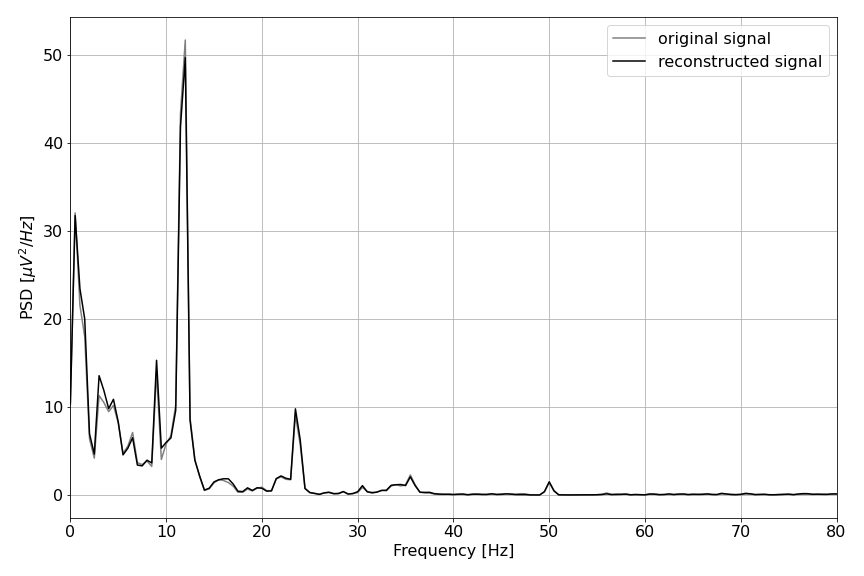 original signal
reconstructed signal
PSD [μV²/Hz]
50
40
30
20
10
0
0 10 20 30 40 50 60 70 80
Frequency [Hz]